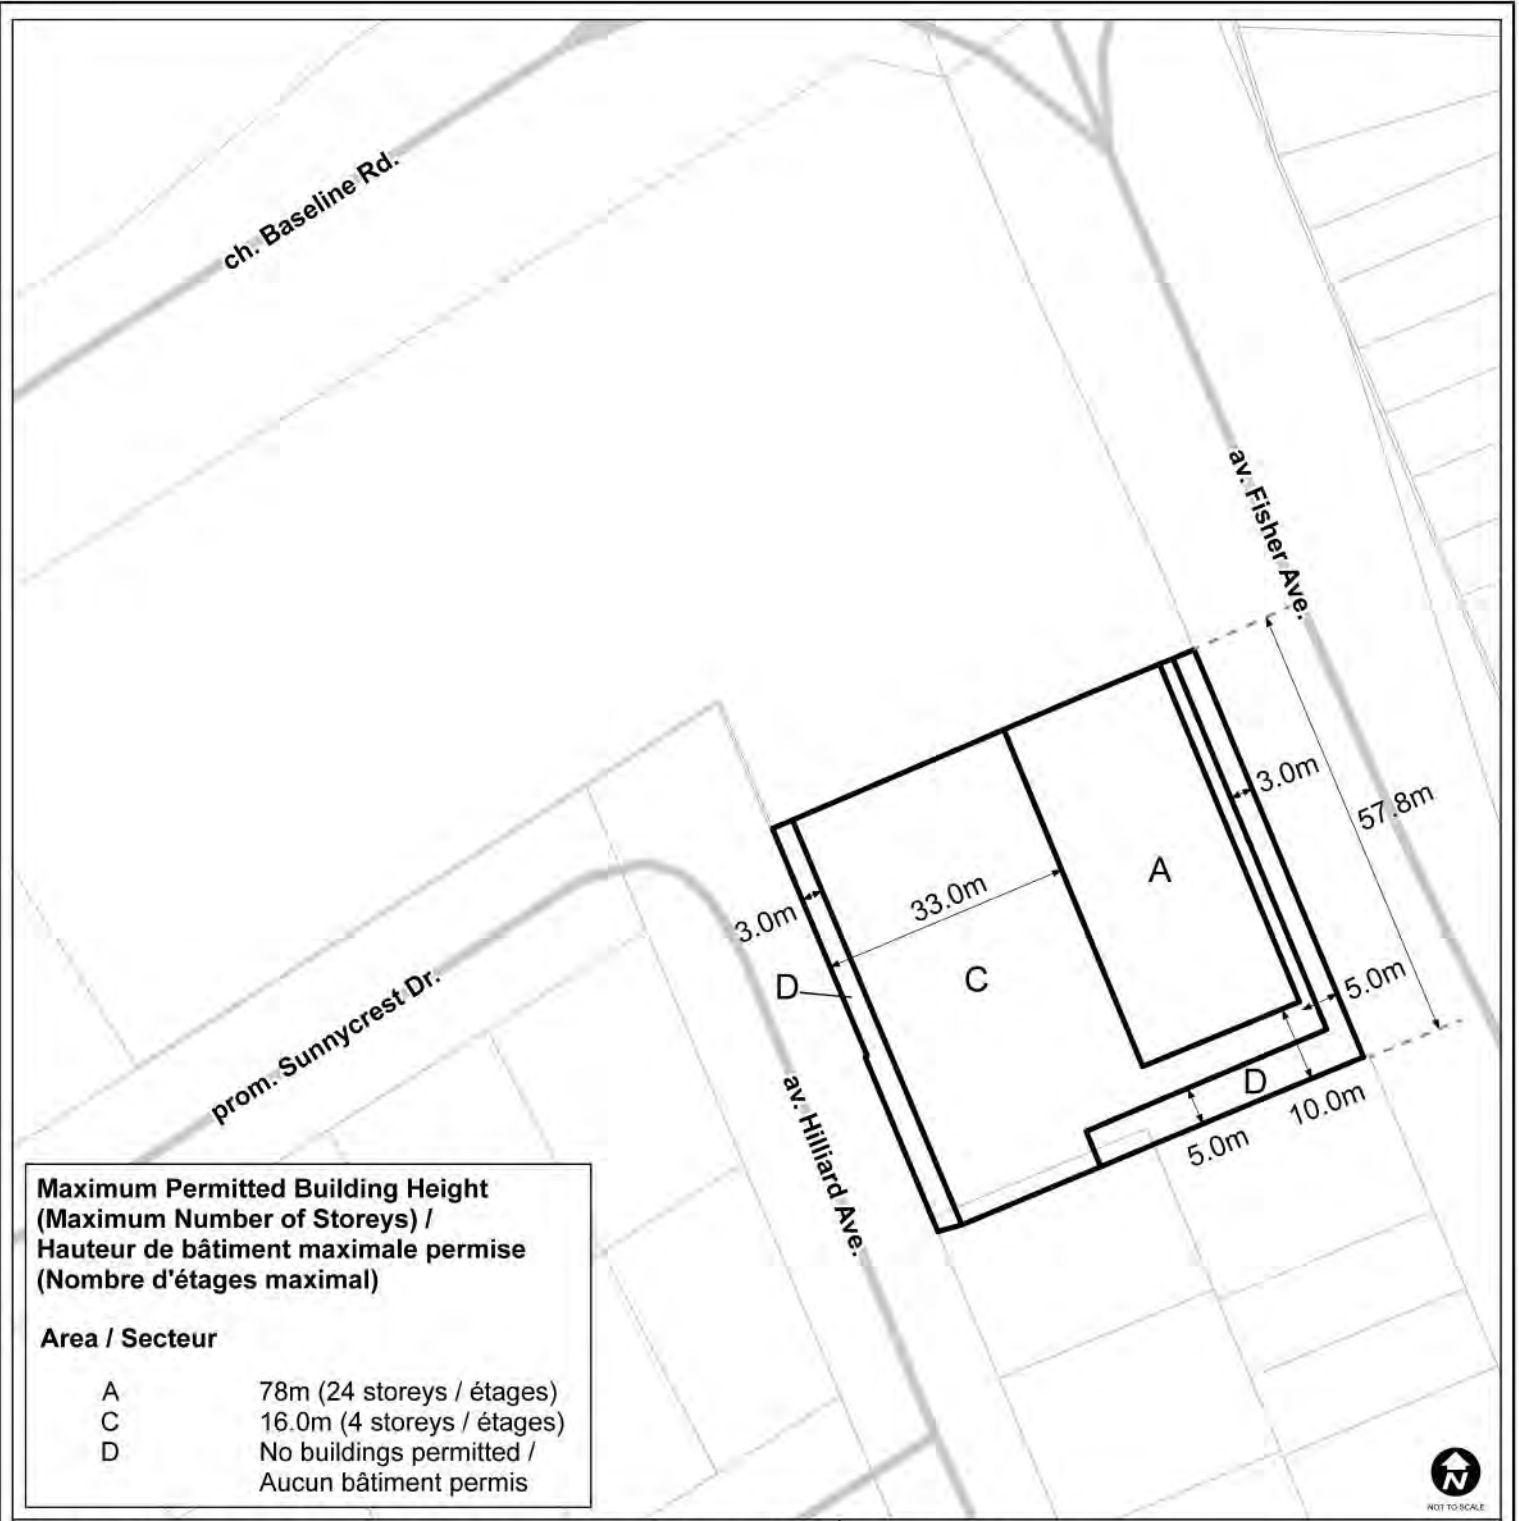 ch. Baseline Rd.
av. Fisher Ave.
3.0m
57.8m
A
33.0m
3.0m
C
D
5.0m
prom. Sunnycrest Dr.
D
10.0m
5.0m
av. Hilliard Ave.
Maximum Permitted Building Height
(Maximum Number of Storeys) /
Hauteur de bâtiment maximale permise
(Nombre d'étages maximal)
Area / Secteur
A 78m (24 storeys / étages)
C 16.0m (4 storeys / étages)
D No buildings permitted /
Aucun bâtiment permis
N
NOT TO SCALE